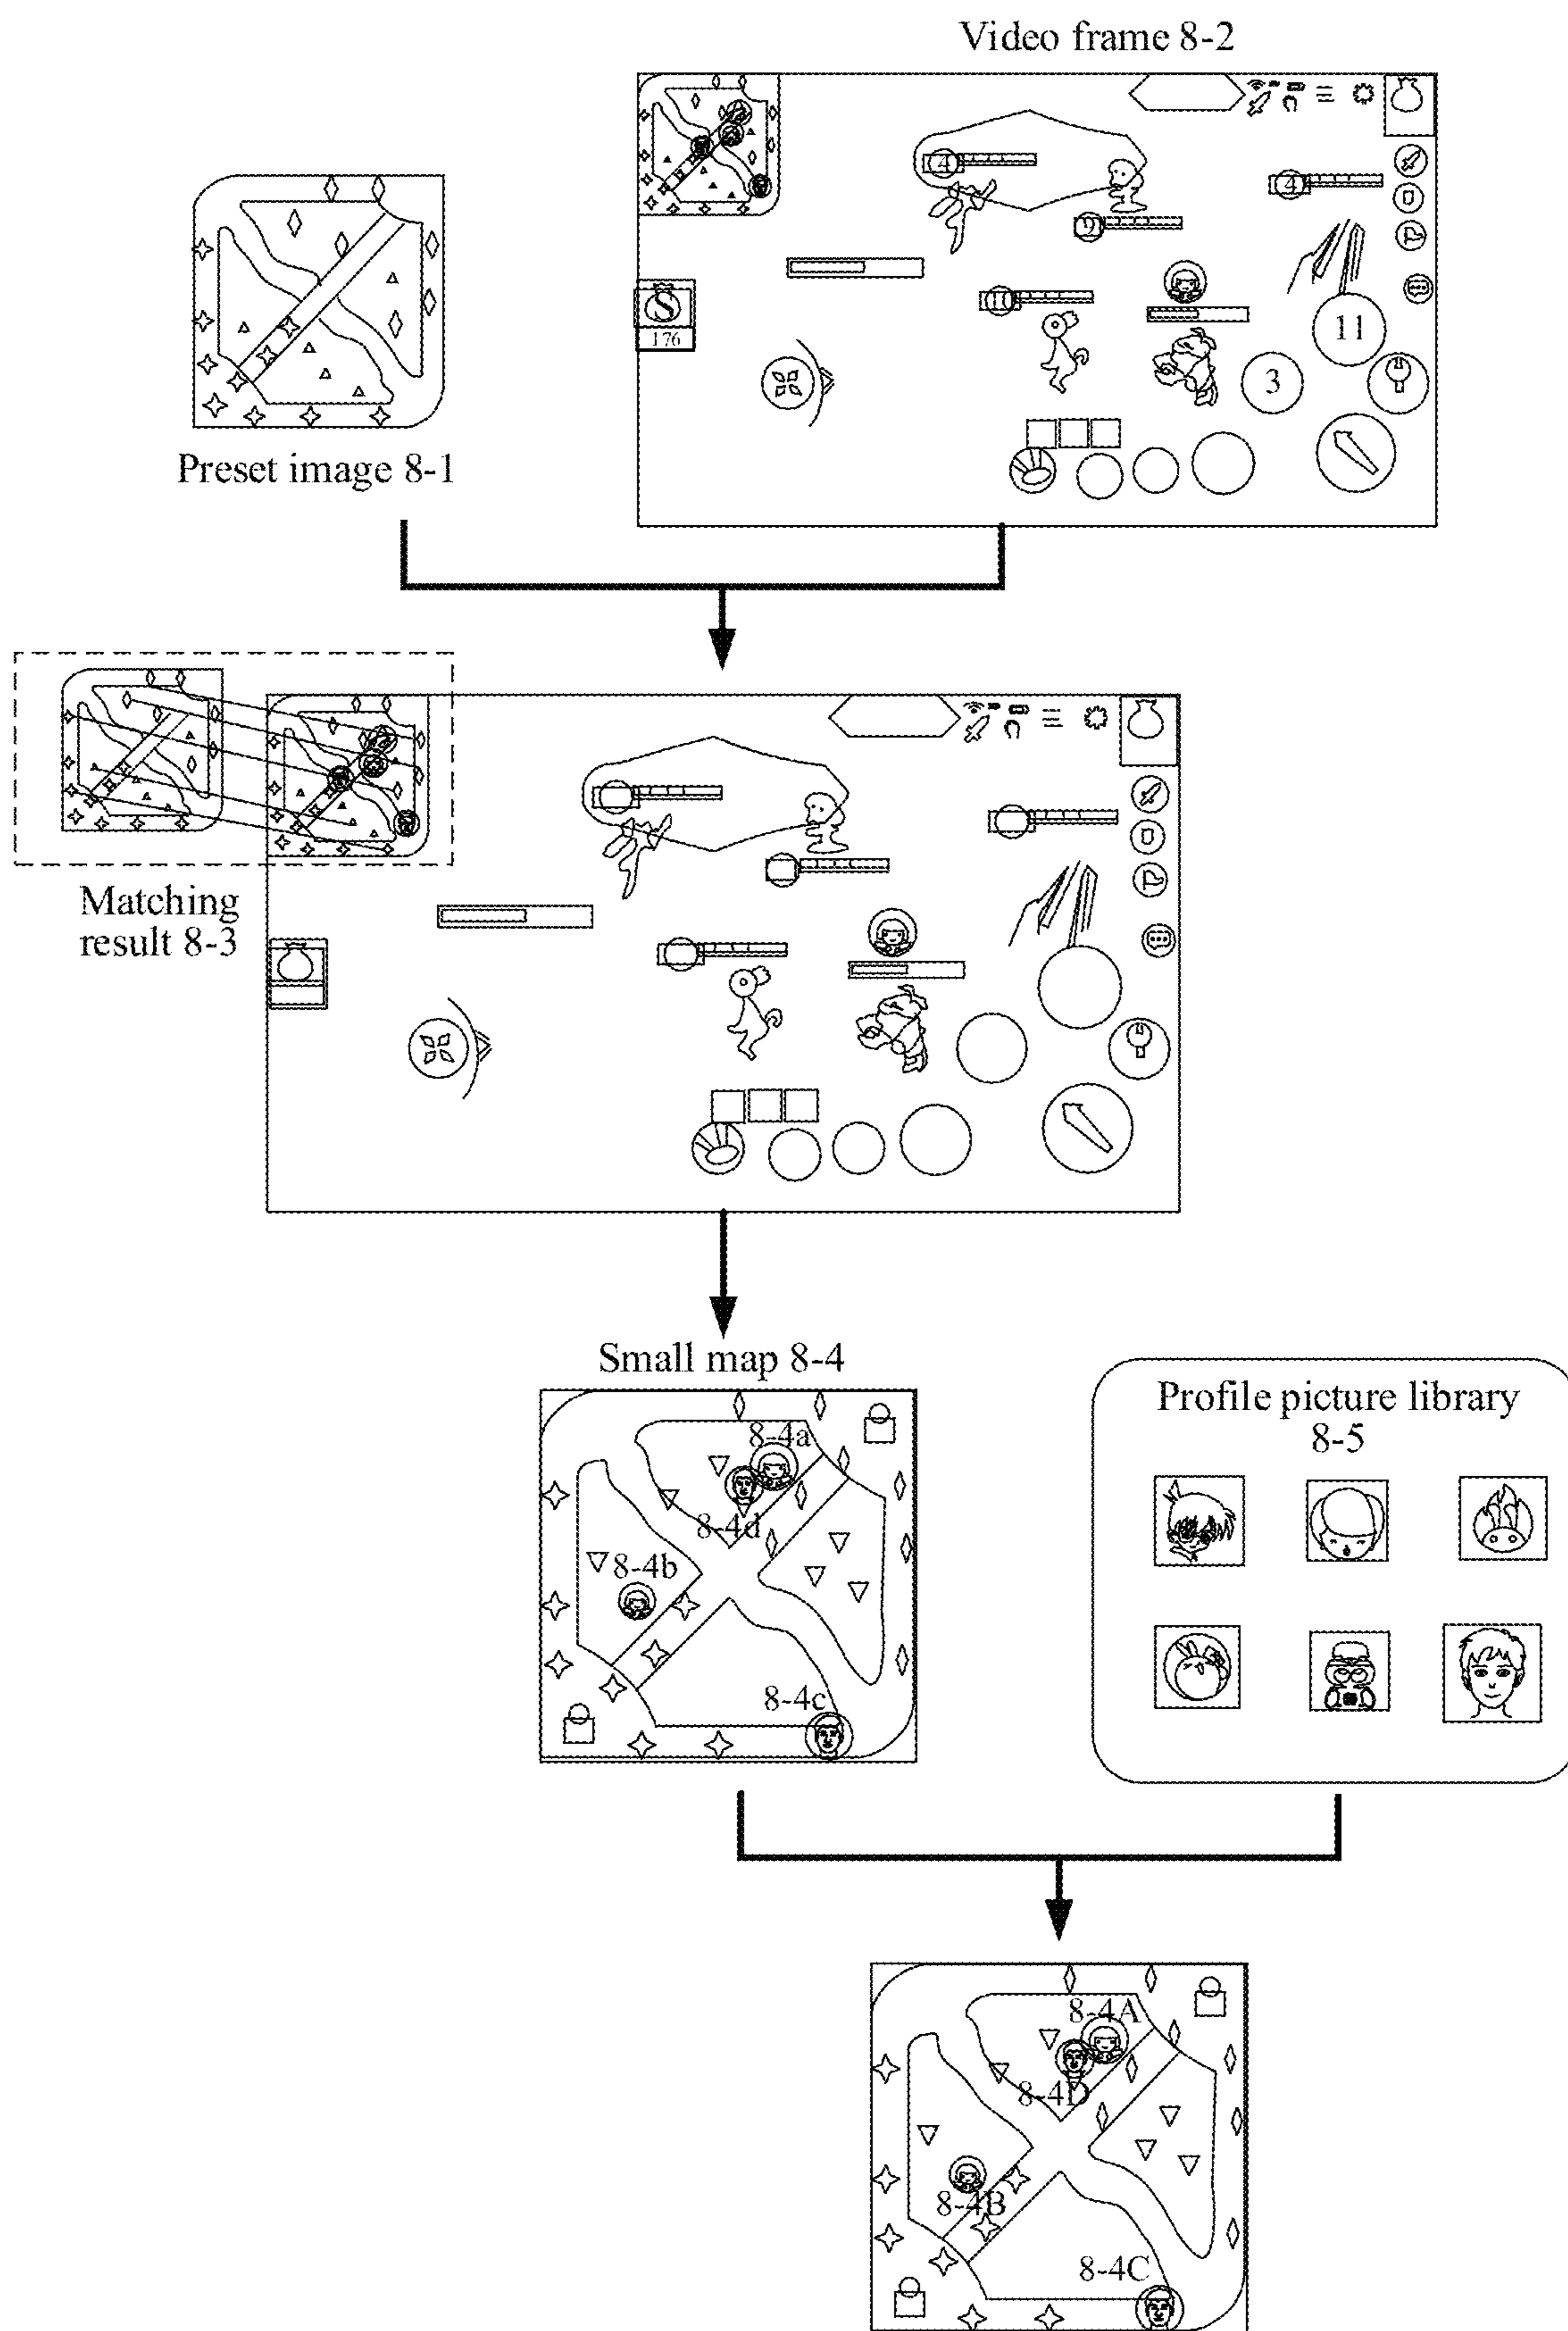 Video frame 8-2
4
4
9
S
176
11
3
Preset image 8-1
Matching
result 8-3
Small map 8-4
8-4a
8-4d
8-4b
8-4c
Profile picture library
8-5
8-4A
8-4D
8-4B
8-4C